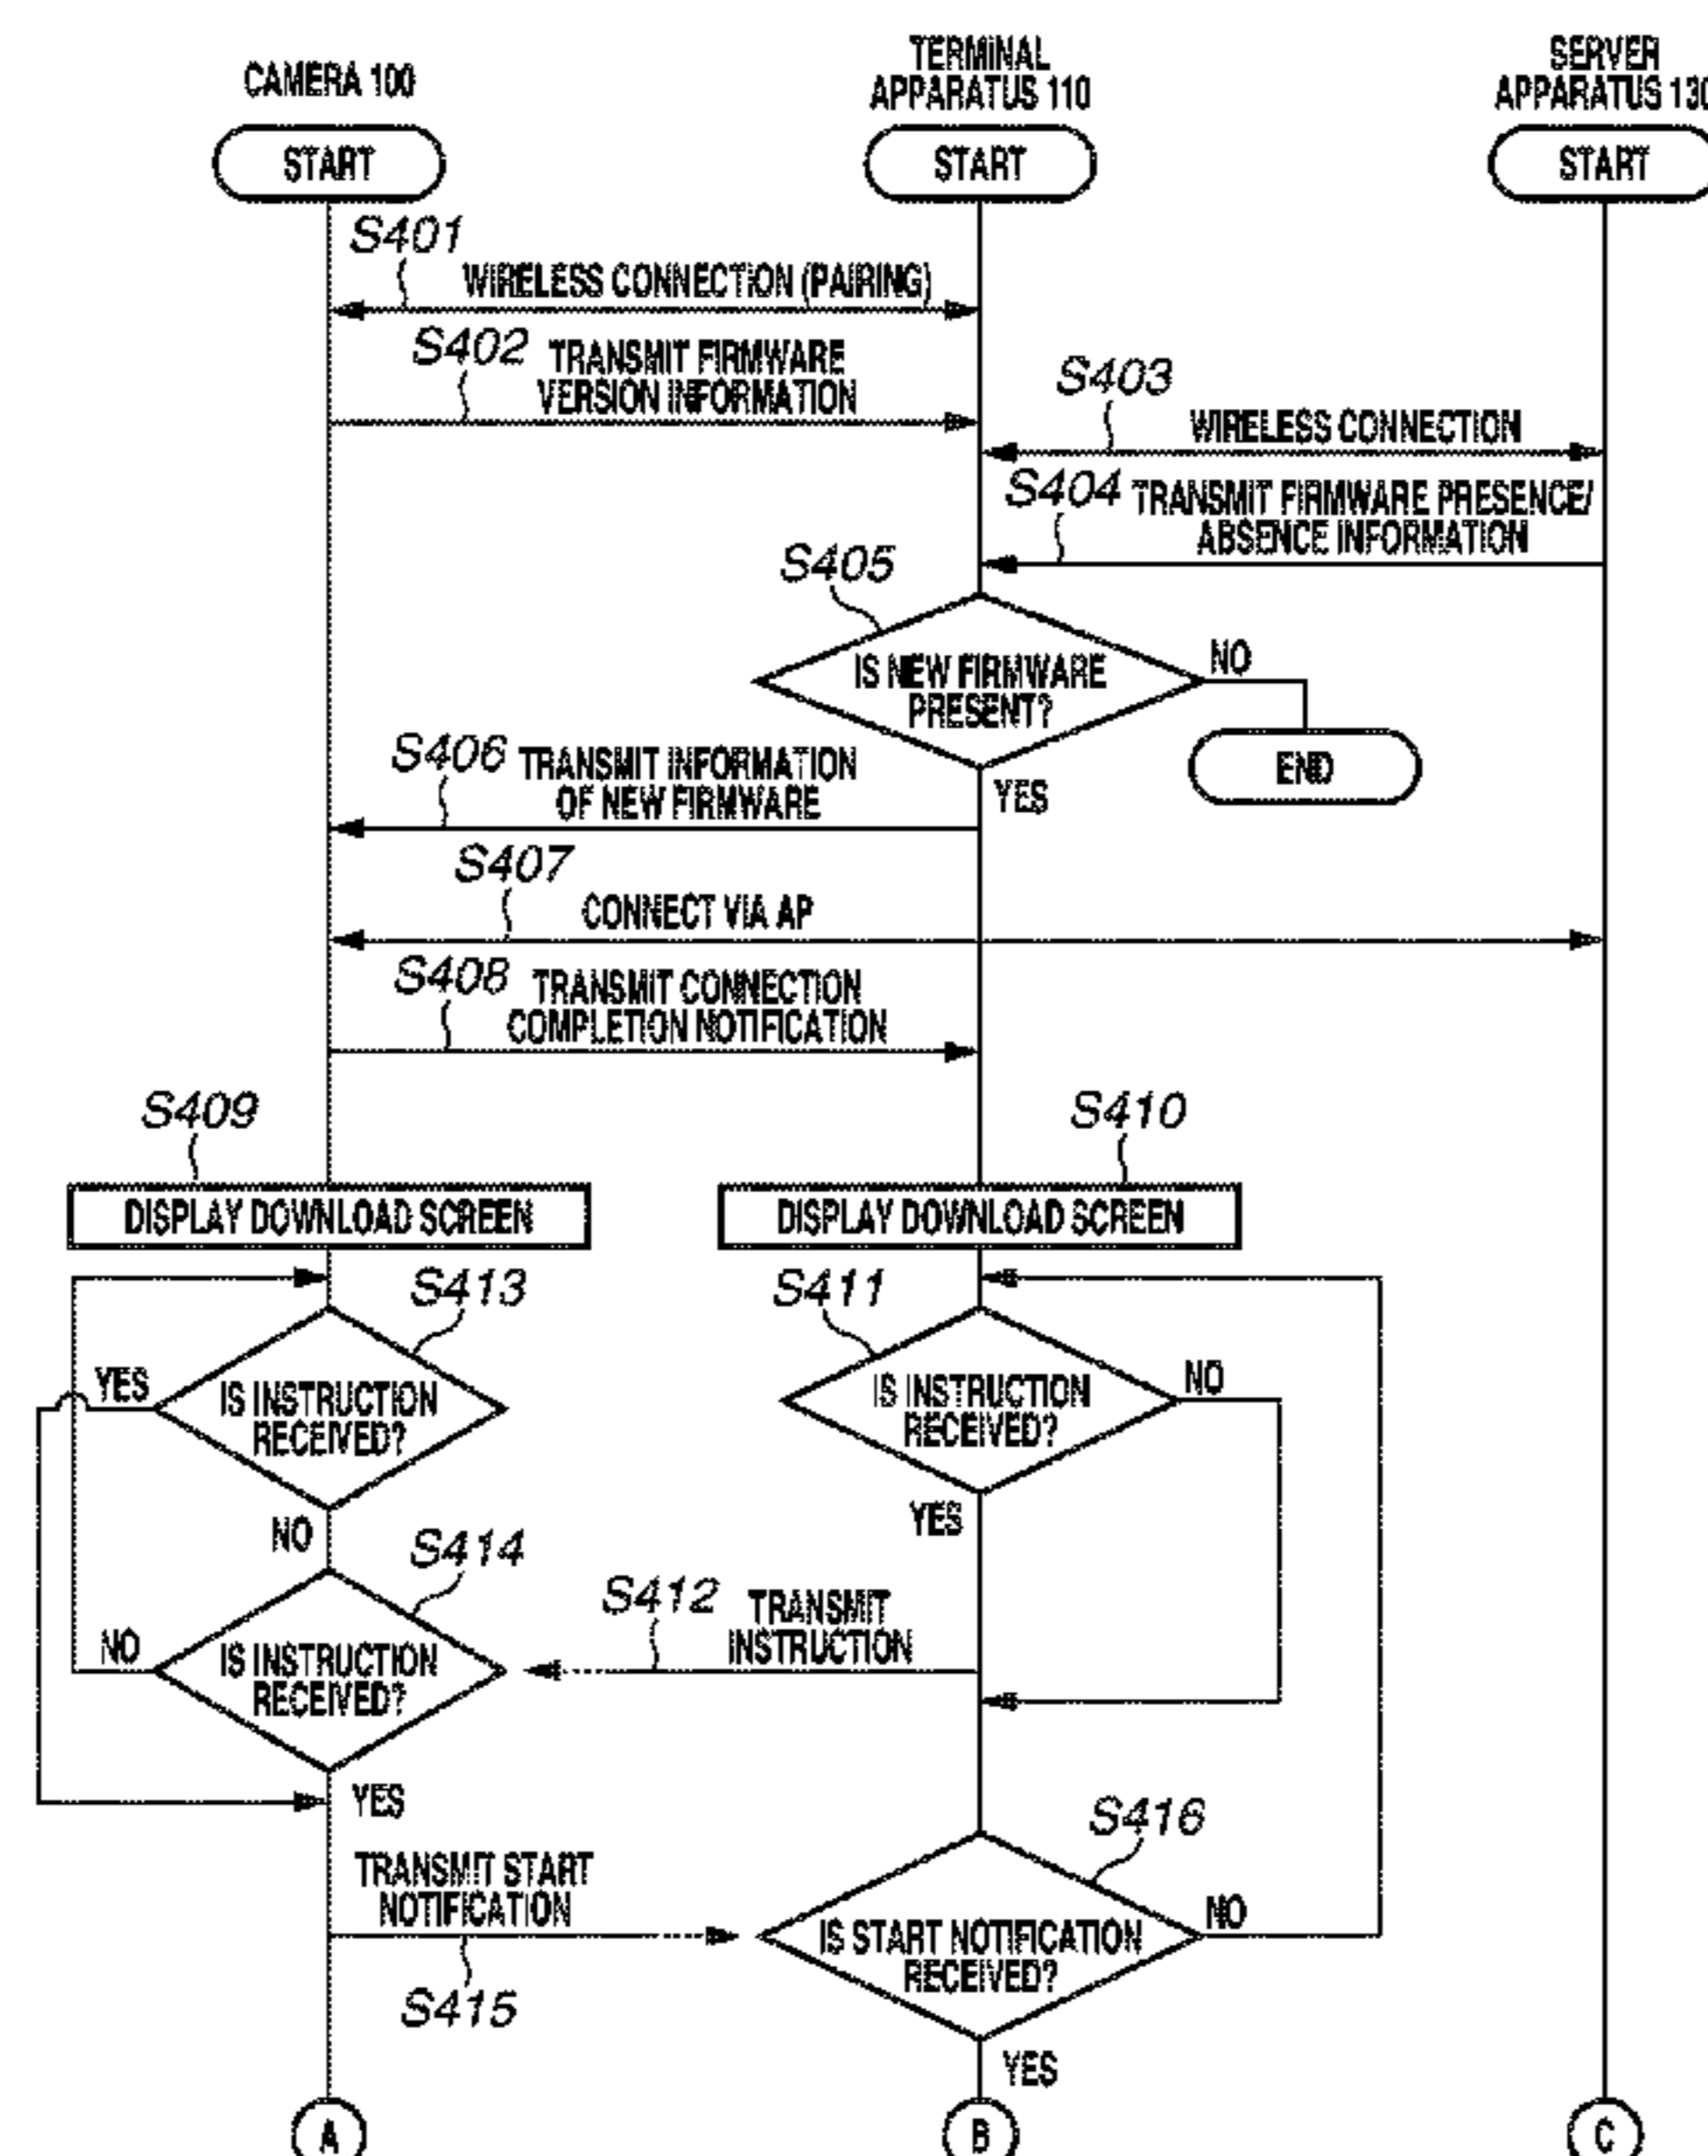 CAMERA 100
TERMINAL
APPARATUS 110
SERVER
APPARATUS 130
START
START
START
S401
WIRELESS CONNECTION (PAIRING)
S402
TRANSMIT FIRMWARE
VERSION INFORMATION
S403
WIRELESS CONNECTION
S404
TRANSMIT FIRMWARE PRESENCE/
ABSENCE INFORMATION
S405
IS NEW FIRMWARE
PRESENT?
NO
END
YES
S406
TRANSMIT INFORMATION
OF NEW FIRMWARE
S407
CONNECT VIA AP
S408
TRANSMIT CONNECTION
COMPLETION NOTIFICATION
S409
DISPLAY DOWNLOAD SCREEN
S410
DISPLAY DOWNLOAD SCREEN
S413
YES
IS INSTRUCTION
RECEIVED?
NO
S411
IS INSTRUCTION
RECEIVED?
NO
YES
S414
NO
IS INSTRUCTION
RECEIVED?
YES
S412
TRANSMIT
INSTRUCTION
TRANSMIT START
NOTIFICATION
S415
S416
IS START NOTIFICATION
RECEIVED?
NO
YES
A
B
C